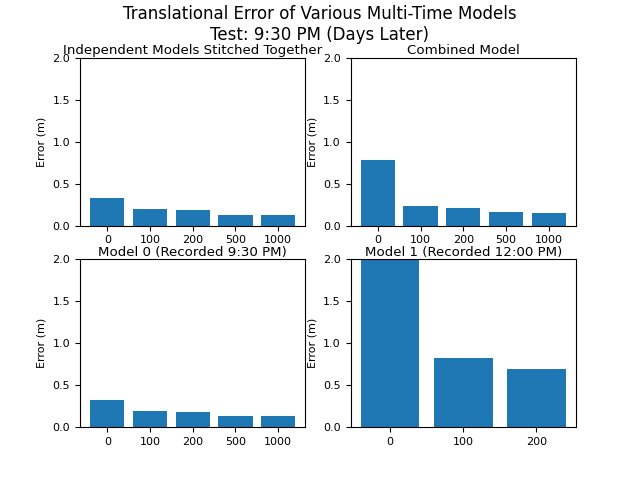 Translational Error of Various Multi-Time Models
Test: 9:30 PM (Days Later)
Independent Models Stitched Together
Error (m)
2.0
1.5
1.0
0.5
0.0
0 100 200 500 1000
Combined Model
Error (m)
2.0
1.5
1.0
0.5
0.0
0 100 200 500 1000
Model 0 (Recorded 9:30 PM)
Error (m)
2.0
1.5
1.0
0.5
0.0
0 100 200 500 1000
Model 1 (Recorded 12:00 PM)
Error (m)
2.0
1.5
1.0
0.5
0.0
0 100 200